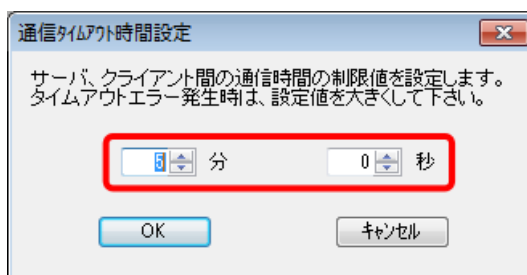 通信ﾀｲﾑｱｳﾄ時間設定
サーバ、クライアント間の通信時間の制限値を設定します。
タイムアウトエラー発生時は、設定値を大きくして下さい。
5 分 0 秒
OK キャンセル